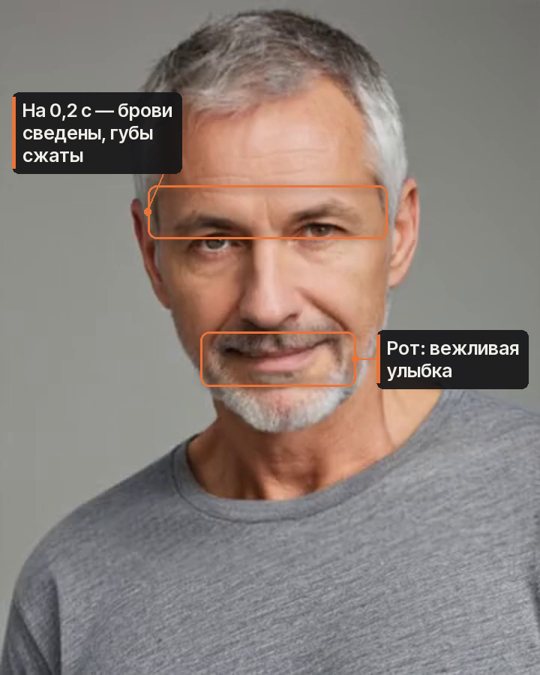 На 0,2 с — брови
сведены, губы
сжаты
Рот: вежливая
улыбка